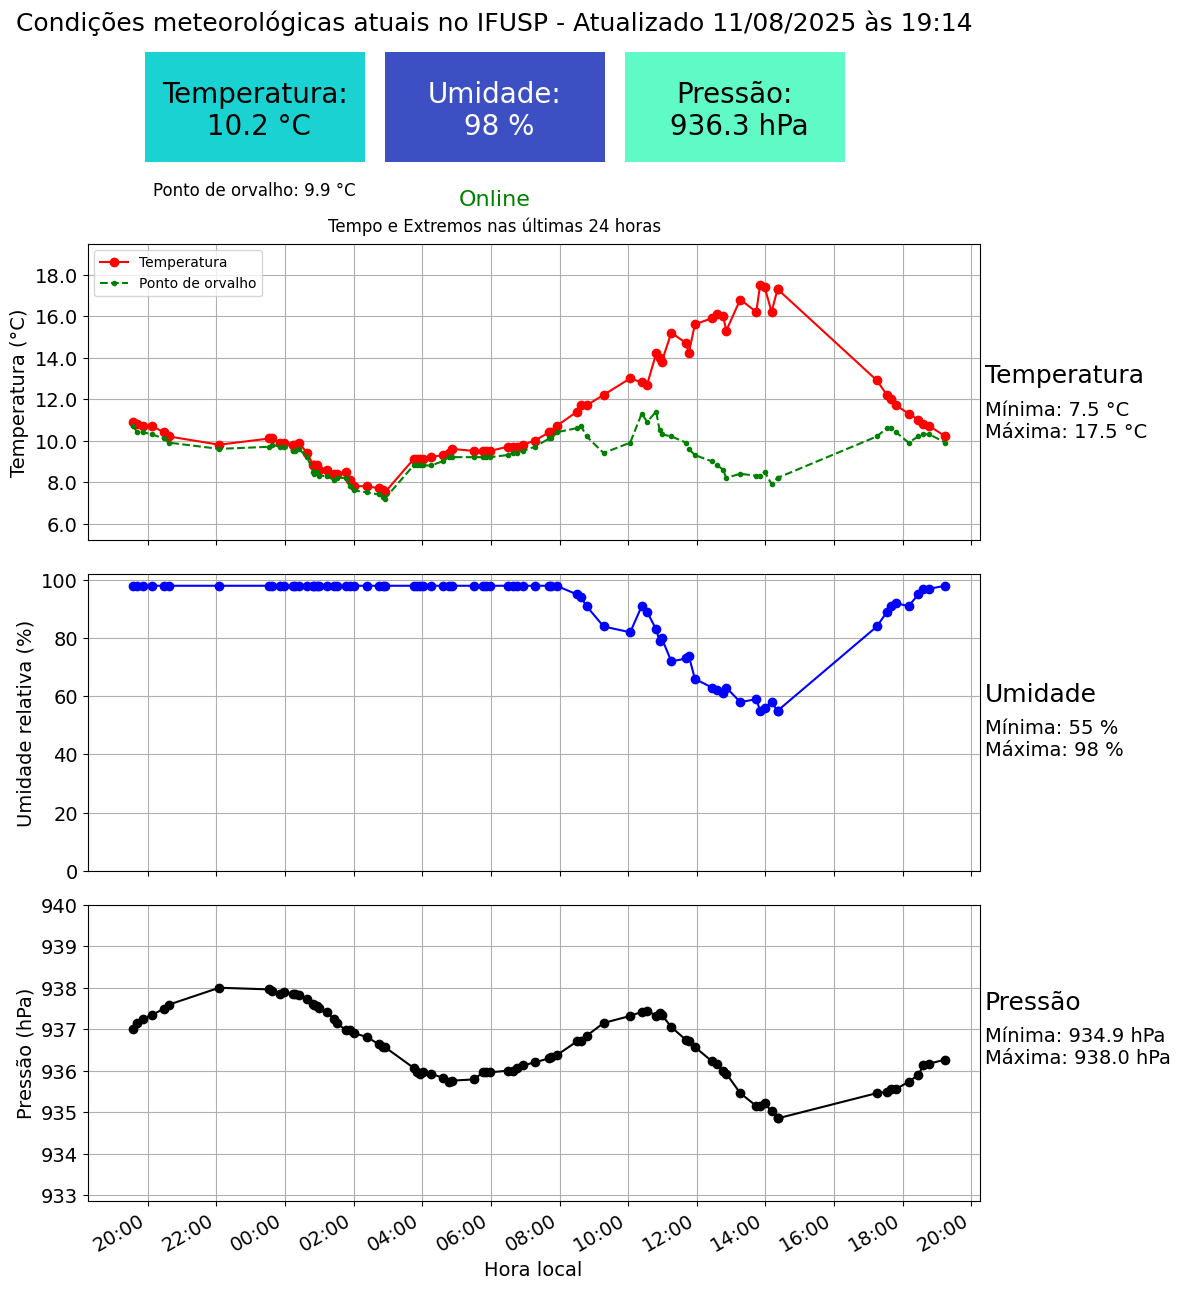 Condições meteorológicas atuais no IFUSP - Atualizado 11/08/2025 às 19:14
Temperatura:
10.2 °C
Umidade:
98 %
Pressão:
936.3 hPa
Ponto de orvalho: 9.9 °C
Online
Tempo e Extremos nas últimas 24 horas
Temperatura
Ponto de orvalho
Temperatura (°C)
18.0
16.0
14.0
12.0
10.0
8.0
6.0
Temperatura
Mínima: 7.5 °C
Máxima: 17.5 °C
Umidade relativa (%)
100
80
60
40
20
0
Umidade
Mínima: 55 %
Máxima: 98 %
Pressão (hPa)
940
939
938
937
936
935
934
933
Pressão
Mínima: 934.9 hPa
Máxima: 938.0 hPa
20:00
22:00
00:00
02:00
04:00
06:00
08:00
10:00
12:00
14:00
16:00
18:00
20:00
Hora local